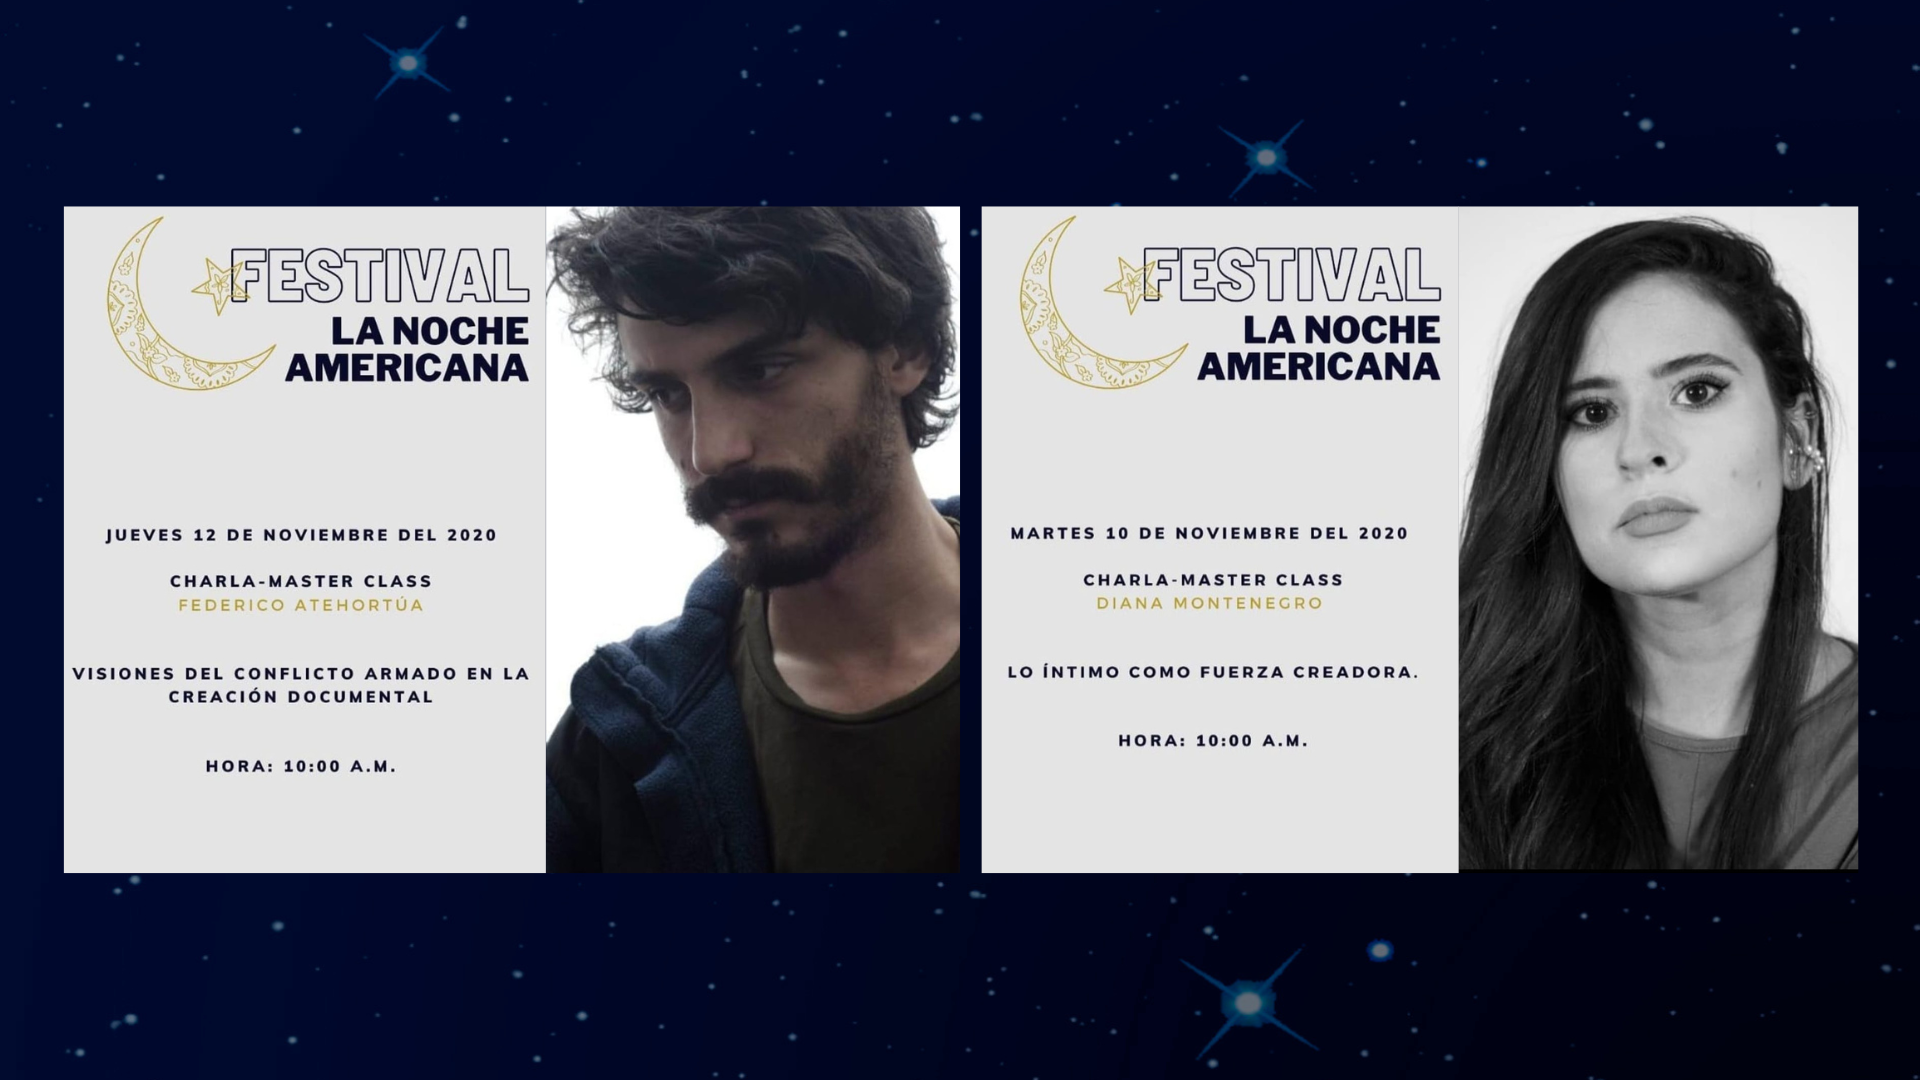 FESTIVAL
LA NOCHE
AMERICANA
JUEVES 12 DE NOVIEMBRE DEL 2020
CHARLA-MASTER CLASS
FEDERICO ATEHORTÚA
VISIONES DEL CONFLICTO ARMADO EN LA
CREACIÓN DOCUMENTAL
HORA: 10:00 A.M.
FESTIVAL
LA NOCHE
AMERICANA
MARTES 10 DE NOVIEMBRE DEL 2020
CHARLA-MASTER CLASS
DIANA MONTENEGRO
LO ÍNTIMO COMO FUERZA CREADORA.
HORA: 10:00 A.M.